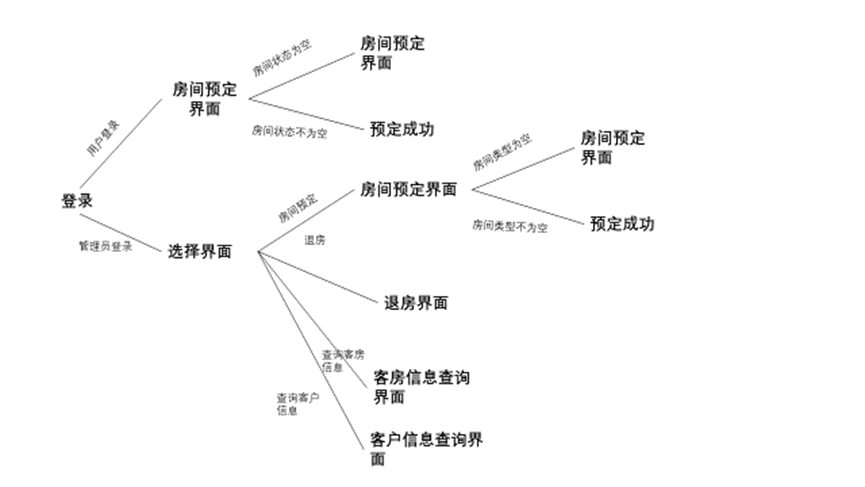 房间状态为空
房间预定
界面
房间预定
界面
用户登录
房间状态不为空
预定成功
登录
管理员登录
选择界面
房间预定
房间预定界面
房间类型为空
房间预定
界面
房间类型不为空
预定成功
退房
退房界面
查询客房
信息
客房信息查询
界面
查询客户
信息
客户信息查询界
面